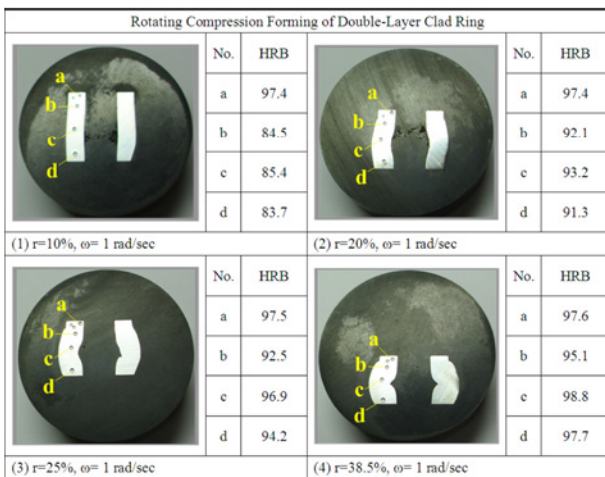 Rotating Compression Forming of Double-Layer Clad Ring
a
b
c
d
No. HRB
a 97.4
b 84.5
c 85.4
d 83.7
(1) r=10%, ω= 1 rad/sec
a
b
c
d
No. HRB
a 97.4
b 92.1
c 93.2
d 91.3
(2) r=20%, ω= 1 rad/sec
a
b
c
d
No. HRB
a 97.5
b 92.5
c 96.9
d 94.2
(3) r=25%, ω= 1 rad/sec
a
b
c
d
No. HRB
a 97.6
b 95.1
c 98.8
d 97.7
(4) r=38.5%, ω= 1 rad/sec